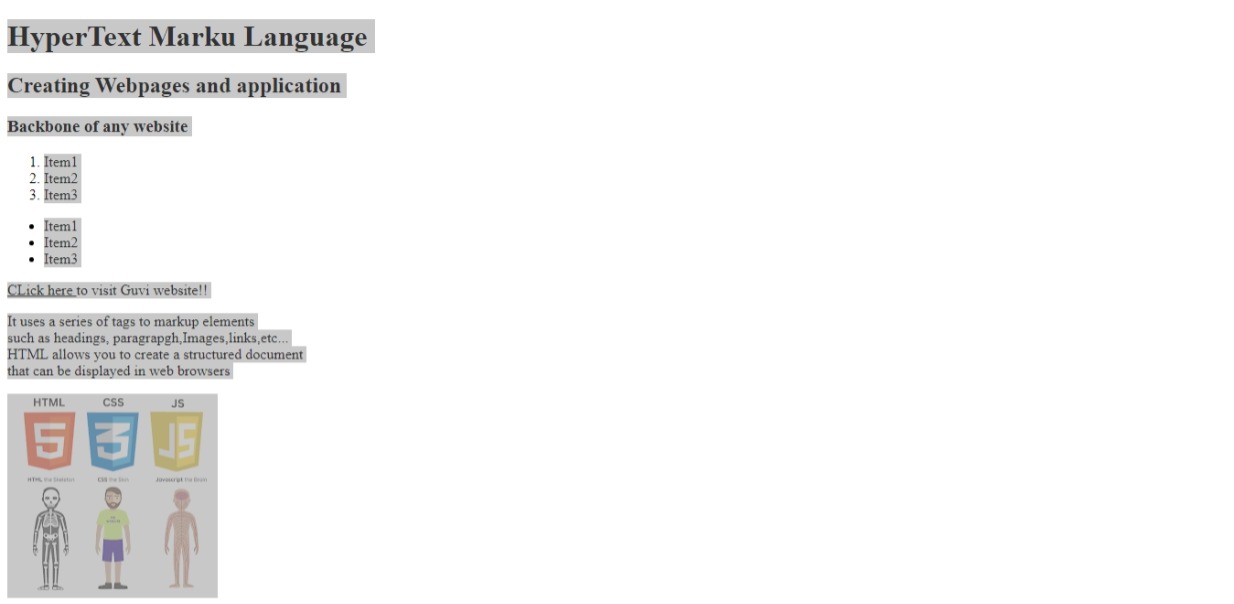 HyperText Marku Language
Creating Webpages and application
Backbone of any website
1. Item1
2. Item2
3. Item3
• Item1
• Item2
• Item3
CLick here to visit Guvi website!!
It uses a series of tags to markup elements
such as headings, paragrapgh,Images,links,etc...
HTML allows you to create a structured document
that can be displayed in web browsers
HTML CSS JS
5 3 JS
HTML the Skeleton CSS the Skin Javascript the Brain